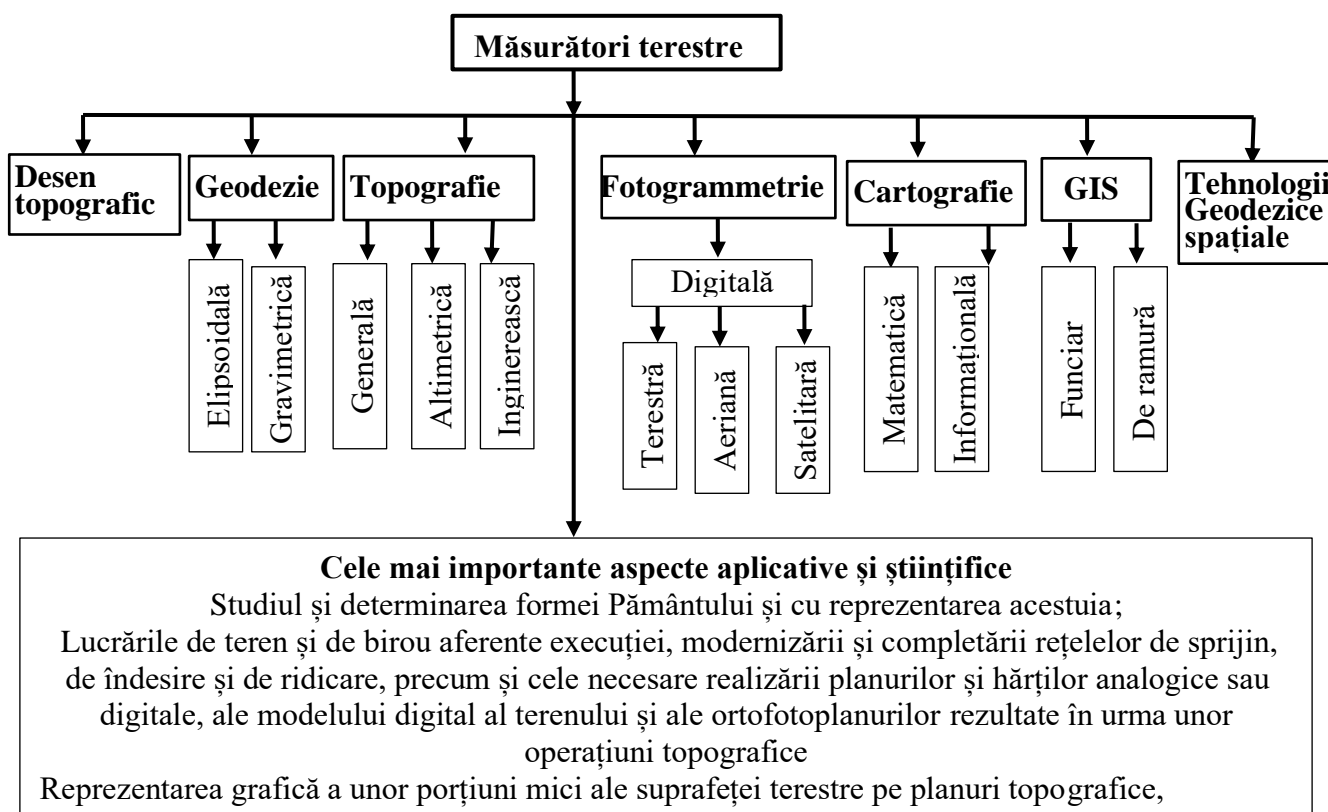 Măsurători terestre
Desen
topografic
Geodezie
Topografie
Fotogrammetrie
Cartografie
GIS
Tehnologii
Geodezice
spațiale
Elipsoidală
Gravimetrică
Generală
Altimetrică
Inginerească
Digitală
Terestră
Aeriană
Satelitară
Matematică
Informațională
Funciar
De ramură
Cele mai importante aspecte aplicative și științifice
Studiul și determinarea formei Pământului și cu reprezentarea acestuia;
Lucrările de teren și de birou aferente execuției, modernizării și completării rețelelor de sprijin,
de îndesire și de ridicare, precum și cele necesare realizării planurilor și hărților analogice sau
digitale, ale modelului digital al terenului și ale ortofotoplanurilor rezultate în urma unor
operațiuni topografice
Reprezentarea grafică a unor porțiuni mici ale suprafeței terestre pe planuri topografice,